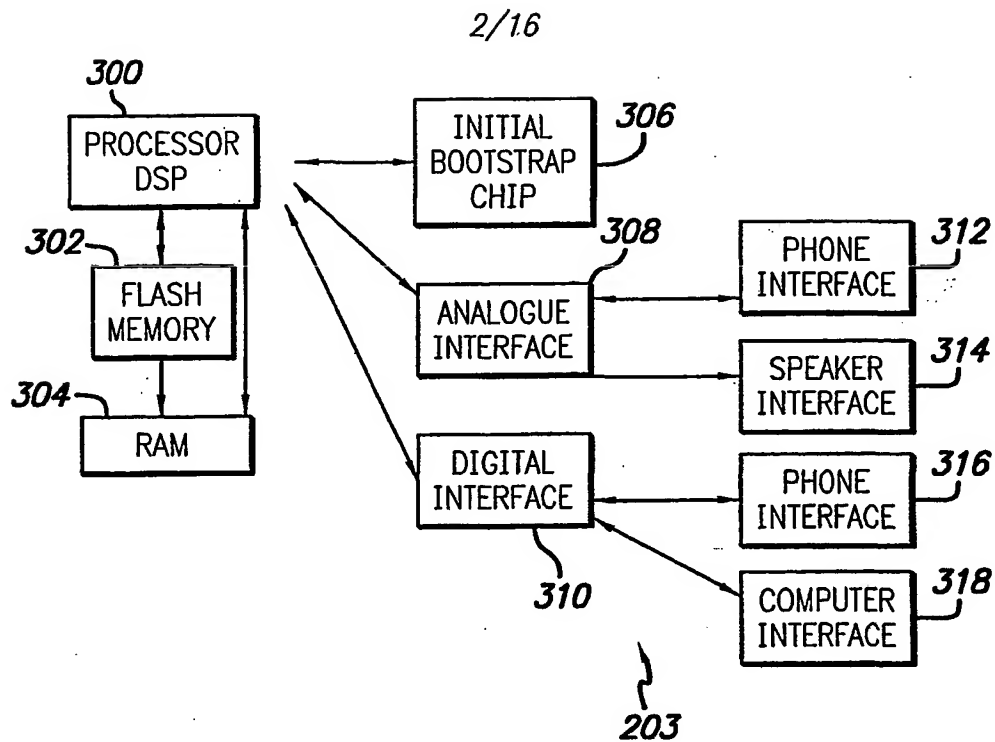 2/16
300
PROCESSOR
DSP
302
FLASH
MEMORY
304
RAM
INITIAL
BOOTSTRAP
CHIP
306
308
ANALOGUE
INTERFACE
DIGITAL
INTERFACE
310
PHONE
INTERFACE
312
SPEAKER
INTERFACE
314
PHONE
INTERFACE
316
COMPUTER
INTERFACE
318
203